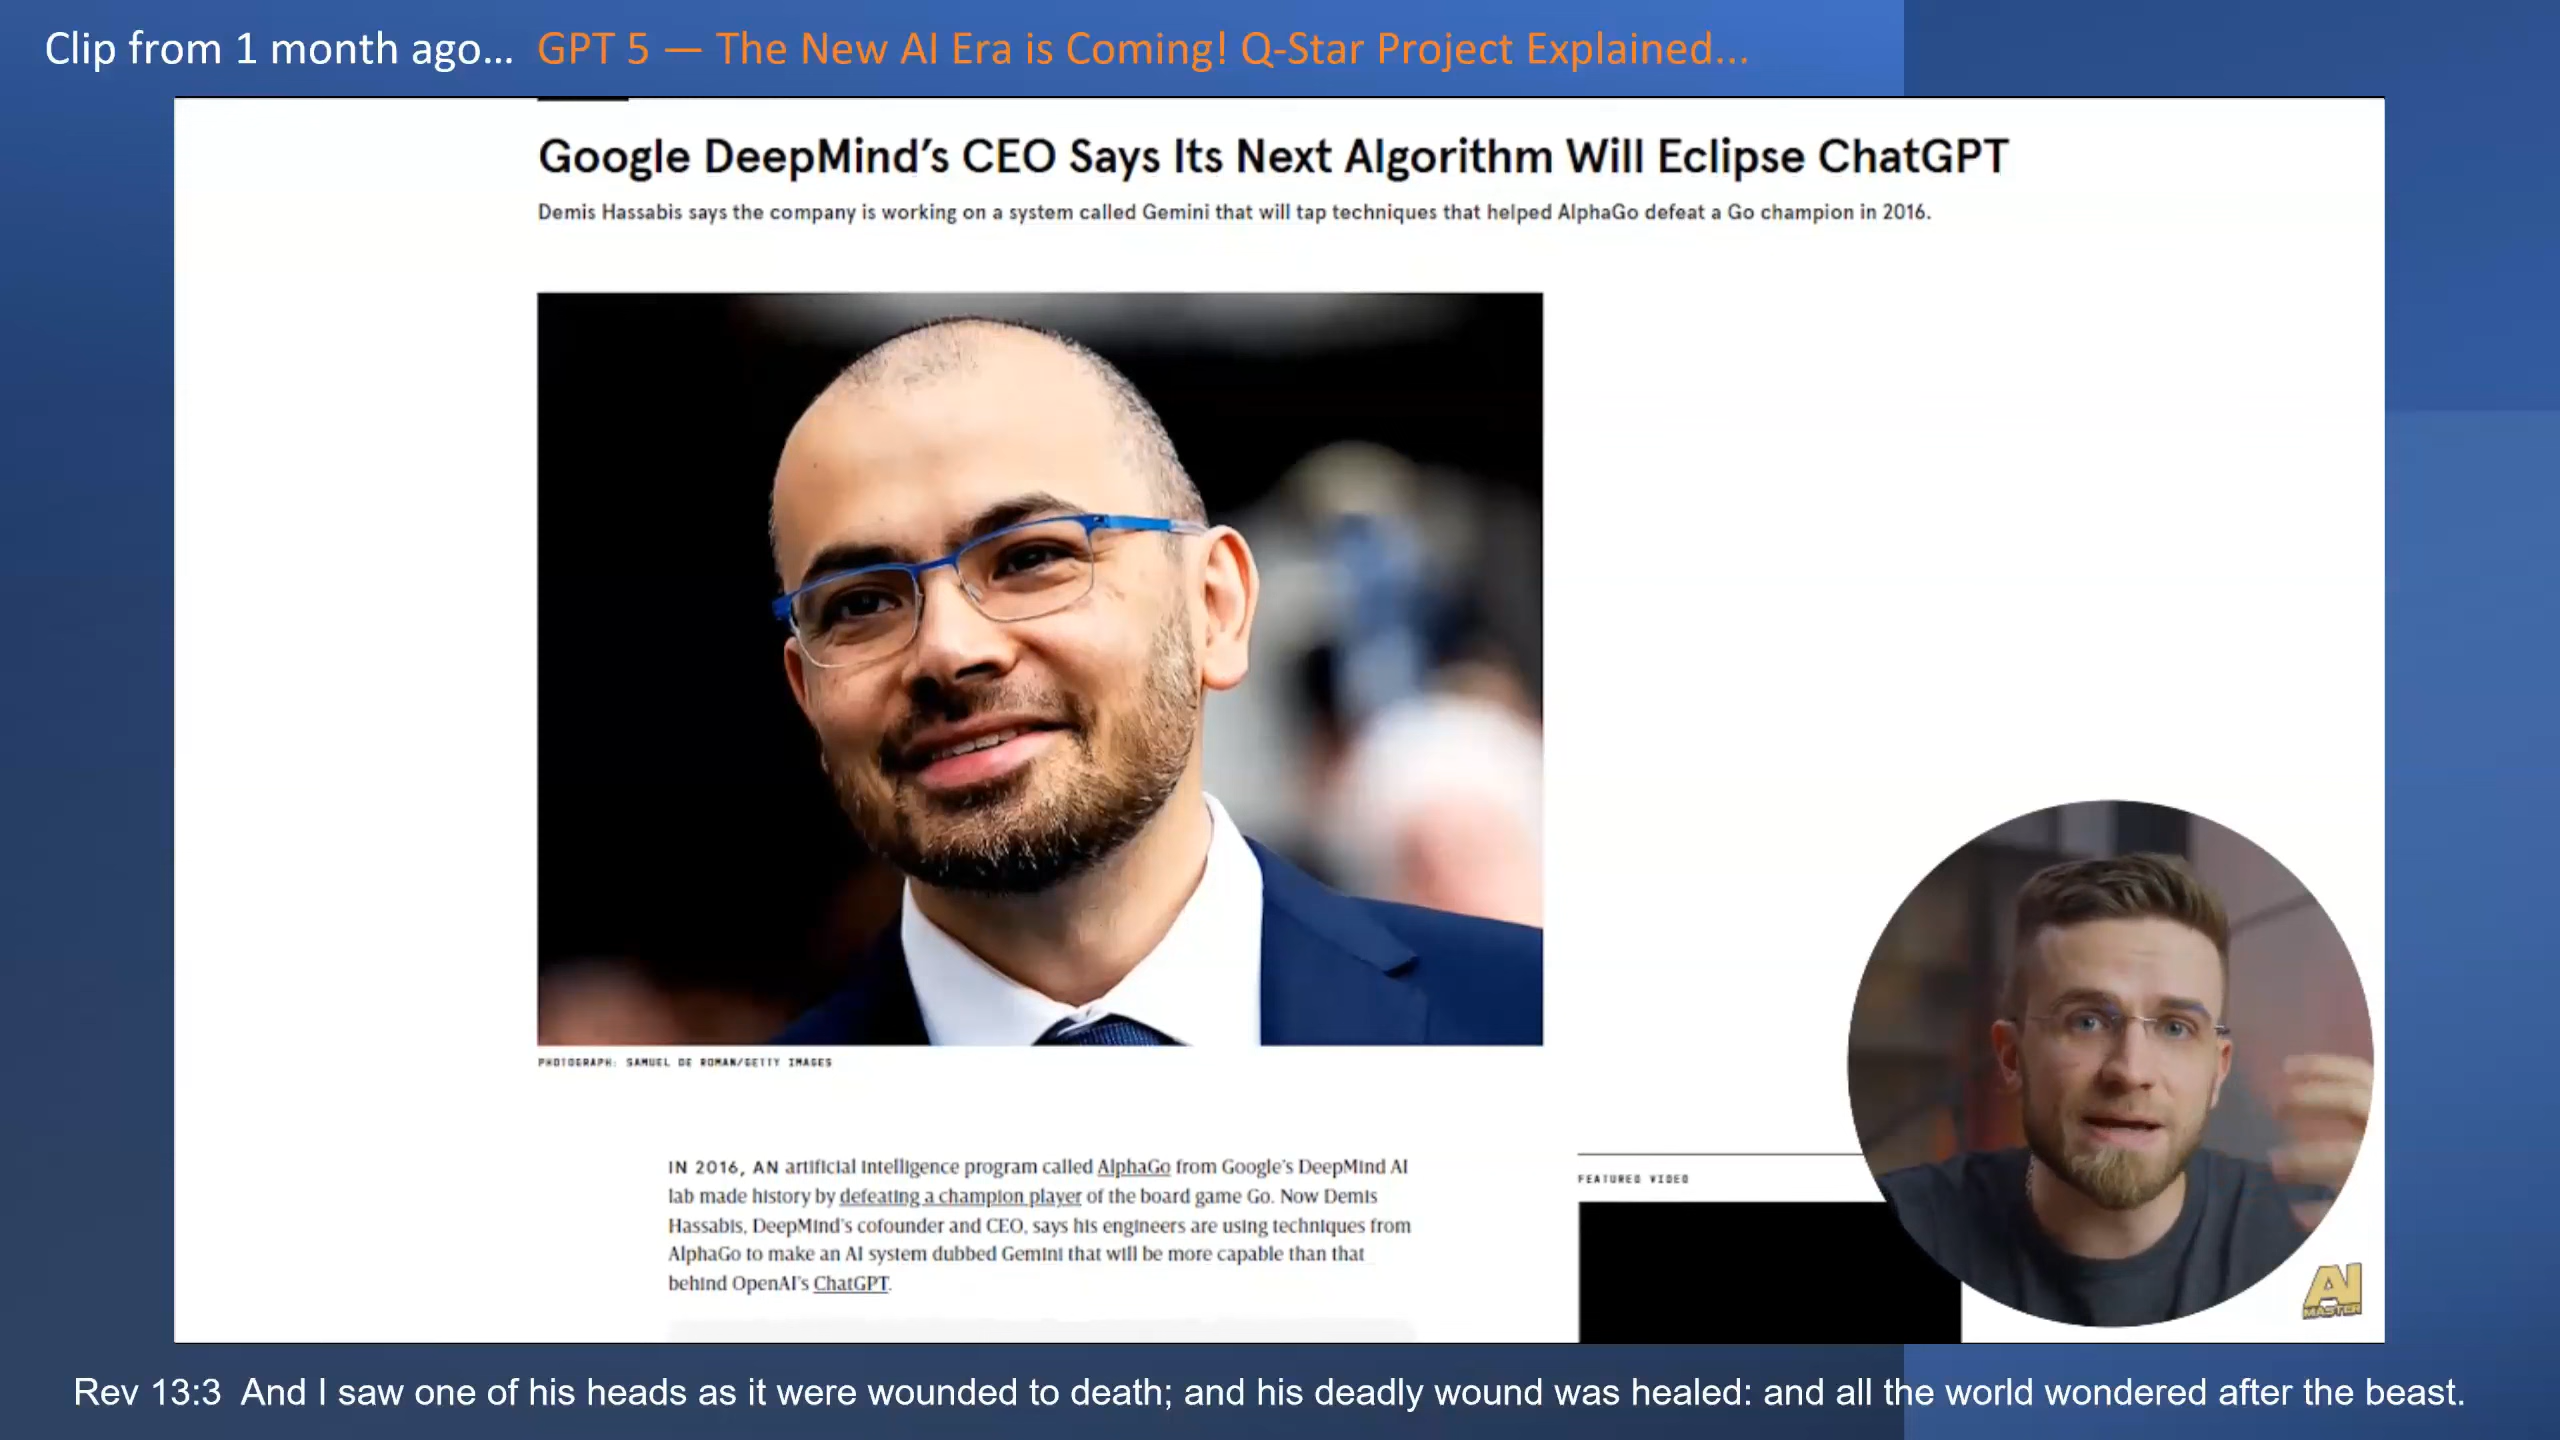 Clip from 1 month ago... GPT 5 — The New AI Era is Coming! Q-Star Project Explained...
Google DeepMind's CEO Says Its Next Algorithm Will Eclipse ChatGPT
Demis Hassabis says the company is working on a system called Gemini that will tap techniques that helped AlphaGo defeat a Go champion in 2016.
PHOTOGRAPH: SAMUEL DE ROMAN/GETTY IMAGES
IN 2016, AN artificial intelligence program called AlphaGo from Google's DeepMind AI
lab made history by defeating a champion player of the board game Go. Now Demis
Hassabis, DeepMind's cofounder and CEO, says his engineers are using techniques from
AlphaGo to make an AI system dubbed Gemini that will be more capable than that
behind OpenAI's ChatGPT.
FEATURED VIDEO
AI
MASTER
Rev 13:3 And I saw one of his heads as it were wounded to death; and his deadly wound was healed: and all the world wondered after the beast.